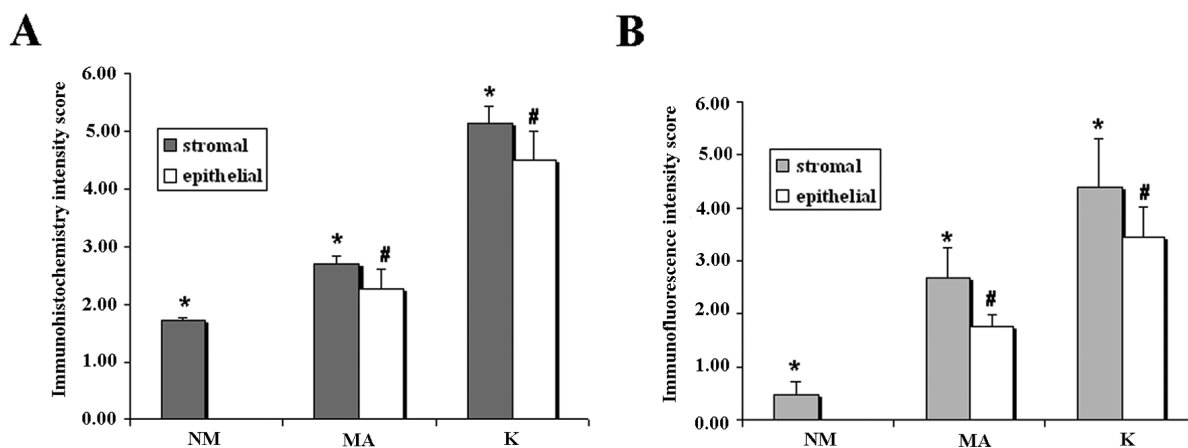 A
Immunohistochemistry intensity score
6.00
5.00
4.00
3.00
2.00
1.00
0.00
stromal
epithelial
*
*
#
*
#
NM MA K
B
Immunofluorescence intensity score
6.00
5.00
4.00
3.00
2.00
1.00
0.00
stromal
epithelial
*
*
#
*
#
NM MA K